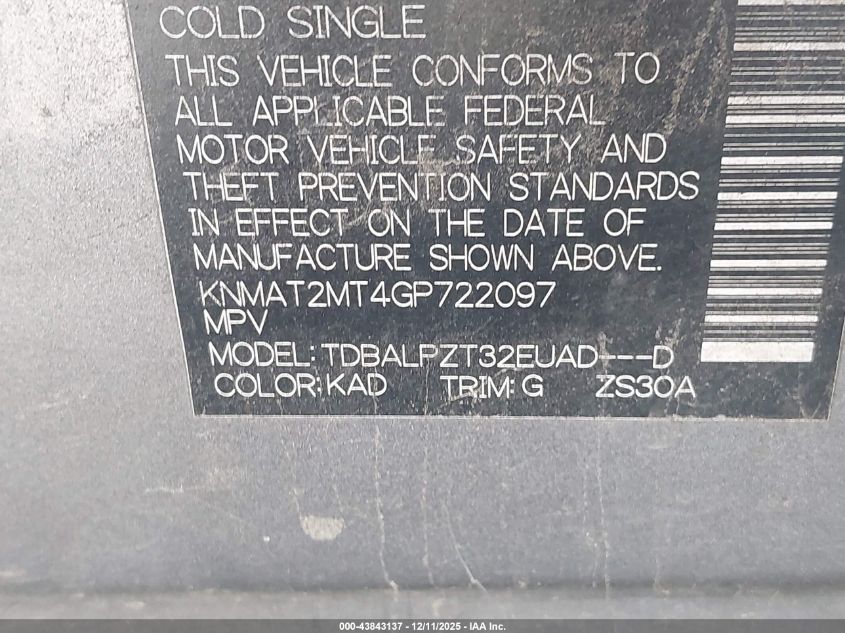 COLD SINGLE
THIS VEHICLE CONFORMS TO
ALL APPLICABLE FEDERAL
MOTOR VEHICLE SAFETY AND
THEFT PREVENTION STANDARDS
IN EFFECT ON THE DATE OF
MANUFACTURE SHOWN ABOVE.
KNMAT2MT4GP722097
MPV
MODEL: TDBALPZT32EUAD---D
COLOR: KAD TRIM: G ZS30A
000-43843137 - 12/11/2025 - IAA Inc.